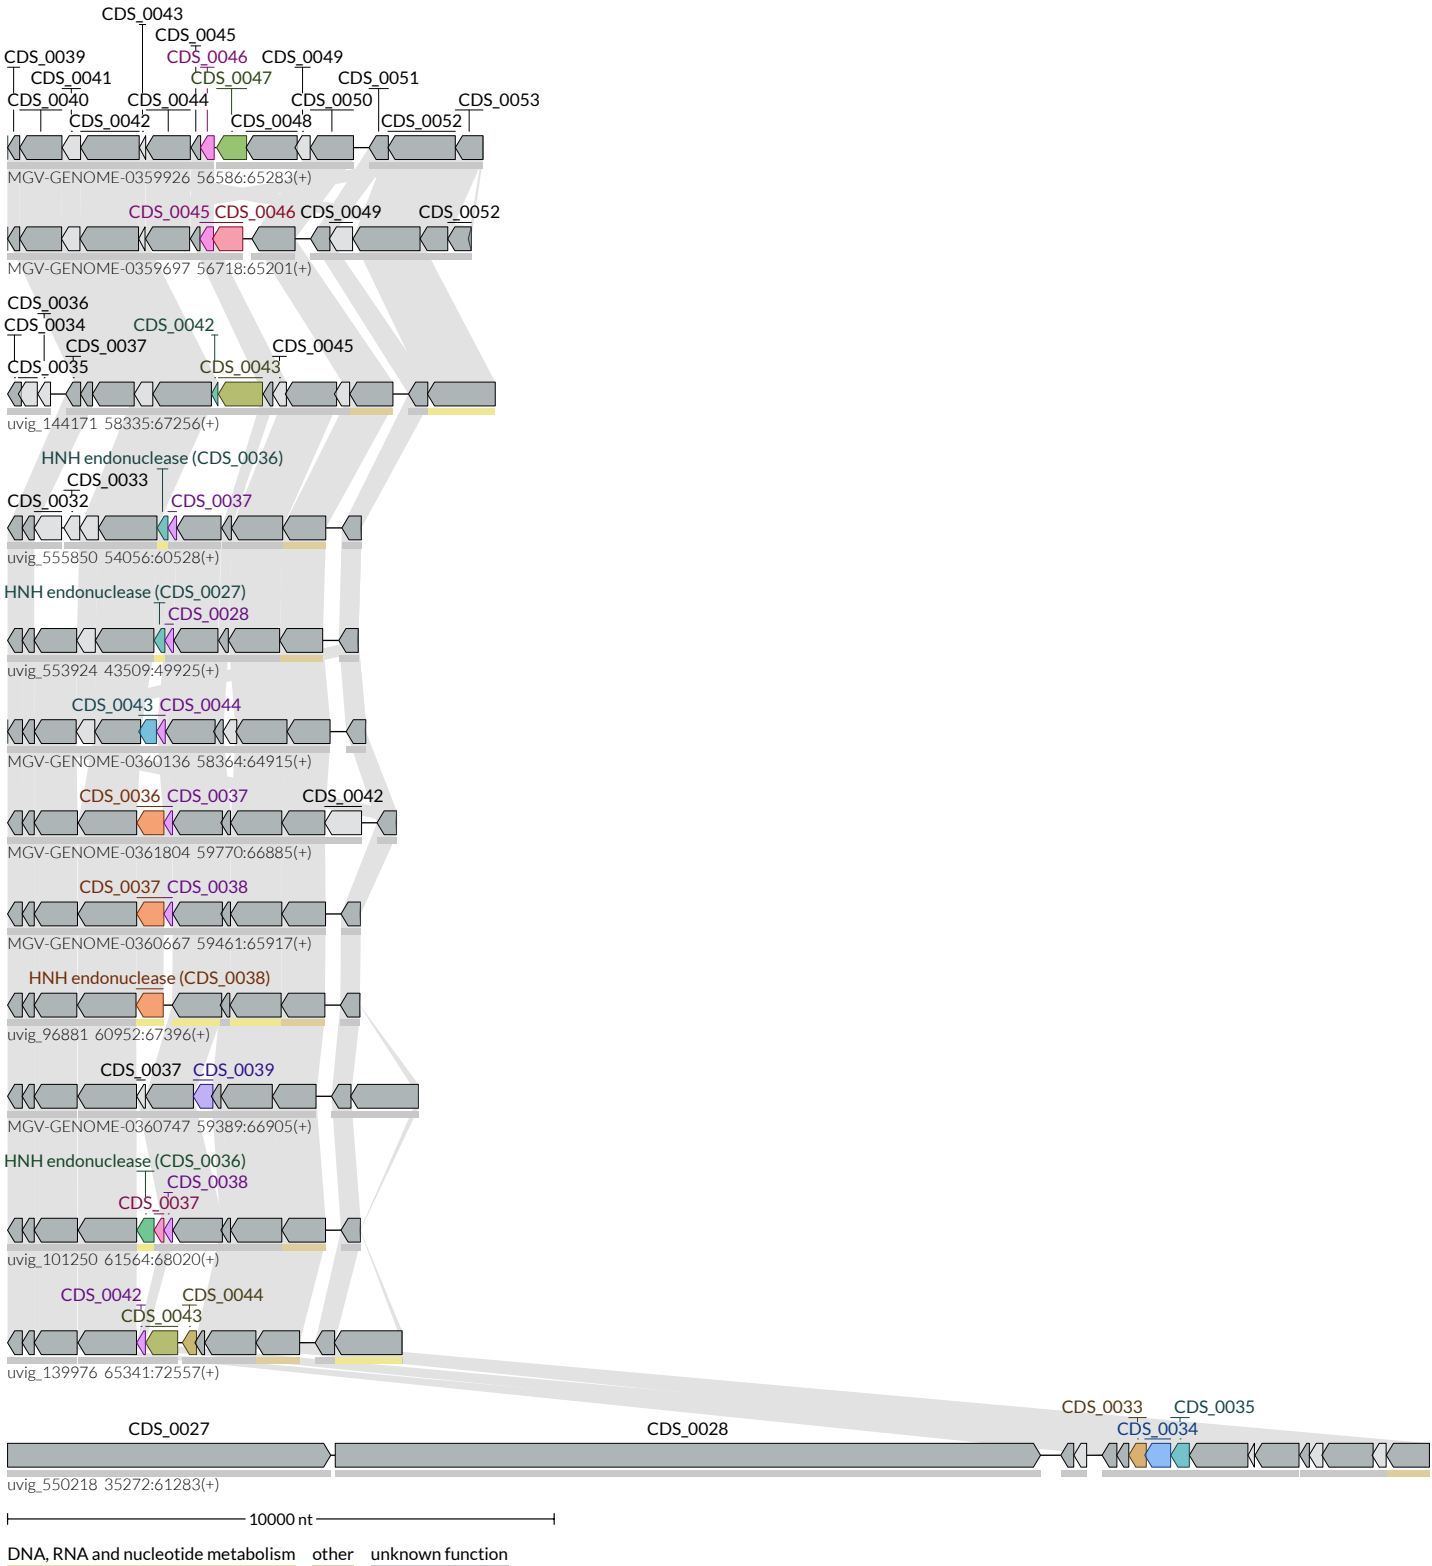 CDS_0043
CDS_0045
CDS_0039 CDS_0046 CDS_0049
CDS_0041 CDS_0047 CDS_0051
CDS_0040 CDS_0044 CDS_0050 CDS_0053
CDS_0042 CDS_0048 CDS_0052
MGV-GENOME-0359926 56586:65283(+)
CDS_0045 CDS_0046 CDS_0049 CDS_0052
MGV-GENOME-0359697 56718:65201(+)
CDS_0036
CDS_0034 CDS_0042
CDS_0037 CDS_0045
CDS_0035 CDS_0043
uvig_144171 58335:67256(+)
HNH endonuclease (CDS_0036)
CDS_0033
CDS_0032 CDS_0037
uvig_555850 54056:60528(+)
HNH endonuclease (CDS_0027)
CDS_0028
uvig_553924 43509:49925(+)
CDS_0043 CDS_0044
MGV-GENOME-0360136 58364:64915(+)
CDS_0036 CDS_0037 CDS_0042
MGV-GENOME-0361804 59770:66885(+)
CDS_0037 CDS_0038
MGV-GENOME-0360667 59461:65917(+)
HNH endonuclease (CDS_0038)
uvig_96881 60952:67396(+)
CDS_0037 CDS_0039
MGV-GENOME-0360747 59389:66905(+)
HNH endonuclease (CDS_0036)
CDS_0038
CDS_0037
uvig_101250 61564:68020(+)
CDS_0042 CDS_0044
CDS_0043
uvig_139976 65341:72557(+)
CDS_0033 CDS_0035
CDS_0027 CDS_0028 CDS_0034
uvig_550218 35272:61283(+)
10000 nt
DNA, RNA and nucleotide metabolism other unknown function